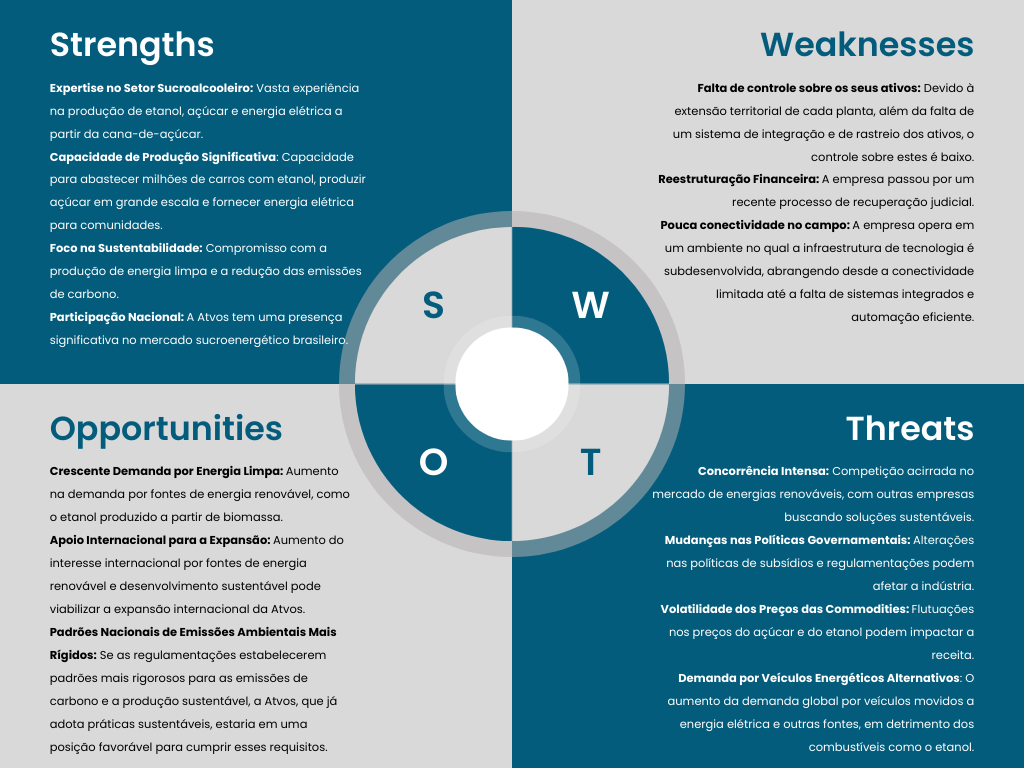 Strengths
Expertise no Setor Sucroalcooleiro: Vasta experiência
na produção de etanol, açúcar e energia elétrica a
partir da cana-de-açúcar.
Capacidade de Produção Significativa: Capacidade
para abastecer milhões de carros com etanol, produzir
açúcar em grande escala e fornecer energia elétrica
para comunidades.
Foco na Sustentabilidade: Compromisso com a
produção de energia limpa e a redução das emissões
de carbono.
Participação Nacional: A Atvos tem uma presença
significativa no mercado sucroenergético brasileiro.
Weaknesses
Falta de controle sobre os seus ativos: Devido à
extensão territorial de cada planta, além da falta de
um sistema de integração e de rastreio dos ativos, o
controle sobre estes é baixo.
Reestruturação Financeira: A empresa passou por um
recente processo de recuperação judicial.
Pouca conectividade no campo: A empresa opera em
um ambiente no qual a infraestrutura de tecnologia é
subdesenvolvida, abrangendo desde a conectividade
limitada até a falta de sistemas integrados e
automação eficiente.
S
W
O
T
Opportunities
Crescente Demanda por Energia Limpa: Aumento
na demanda por fontes de energia renovável, como
o etanol produzido a partir de biomassa.
Apoio Internacional para a Expansão: Aumento do
interesse internacional por fontes de energia
renovável e desenvolvimento sustentável pode
viabilizar a expansão internacional da Atvos.
Padrões Nacionais de Emissões Ambientais Mais
Rígidos: Se as regulamentações estabelecerem
padrões mais rigorosos para as emissões de
carbono e a produção sustentável, a Atvos, que já
adota práticas sustentáveis, estaria em uma
posição favorável para cumprir esses requisitos.
Threats
Concorrência Intensa: Competição acirrada no
mercado de energias renováveis, com outras empresas
buscando soluções sustentáveis.
Mudanças nas Políticas Governamentais: Alterações
nas políticas de subsídios e regulamentações podem
afetar a indústria.
Volatilidade dos Preços das Commodities: Flutuações
nos preços do açúcar e do etanol podem impactar a
receita.
Demanda por Veículos Energéticos Alternativos: O
aumento da demanda global por veículos movidos a
energia elétrica e outras fontes, em detrimento dos
combustíveis como o etanol.